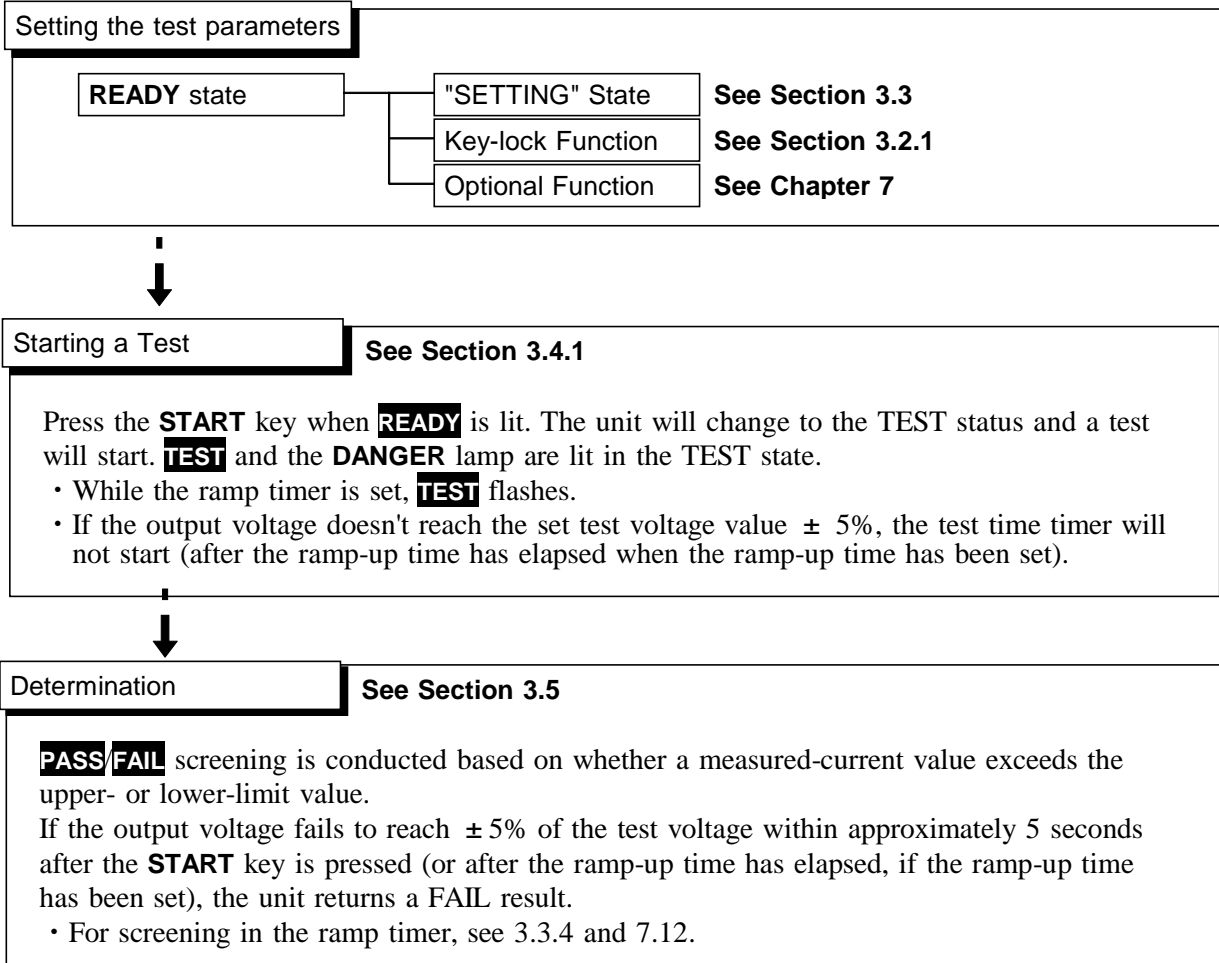 Setting the test parameters
READY state
"SETTING" State See Section 3.3
Key-lock Function See Section 3.2.1
Optional Function See Chapter 7
Starting a Test
See Section 3.4.1
Press the START key when READY is lit. The unit will change to the TEST status and a test
will start. TEST and the DANGER lamp are lit in the TEST state.
・While the ramp timer is set, TEST flashes.
・If the output voltage doesn't reach the set test voltage value ± 5%, the test time timer will
not start (after the ramp-up time has elapsed when the ramp-up time has been set).
Determination
See Section 3.5
PASS/FAIL screening is conducted based on whether a measured-current value exceeds the
upper- or lower-limit value.
If the output voltage fails to reach ± 5% of the test voltage within approximately 5 seconds
after the START key is pressed (or after the ramp-up time has elapsed, if the ramp-up time
has been set), the unit returns a FAIL result.
・For screening in the ramp timer, see 3.3.4 and 7.12.